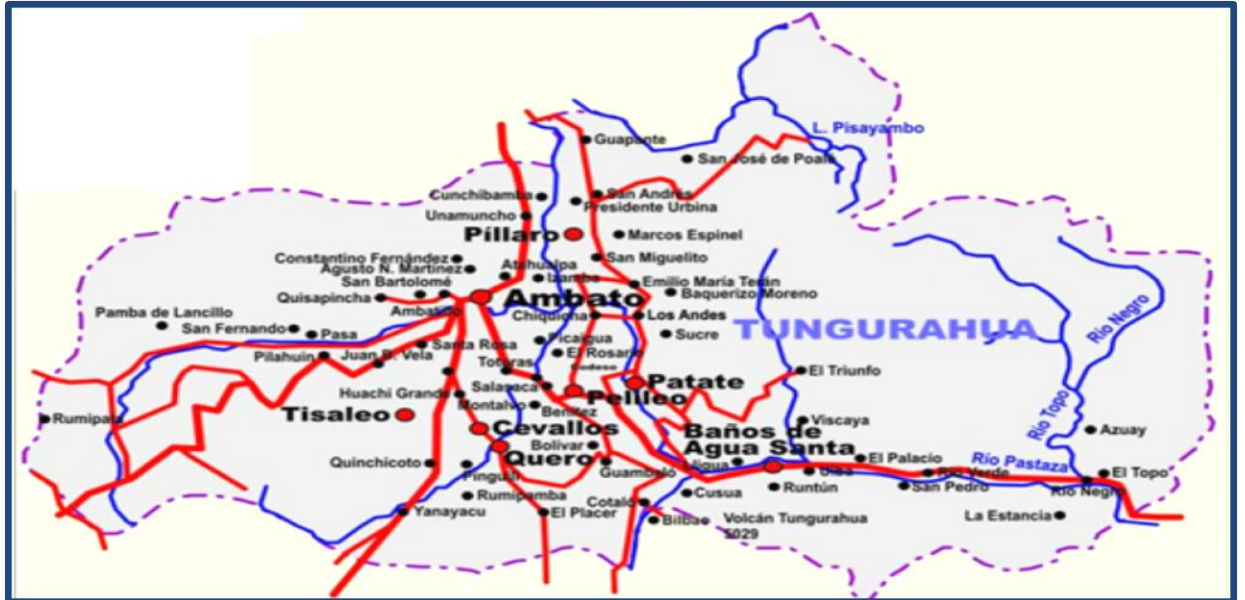 L. Pisayambo
Guapante
San José de Poaló
Cunchibamba
San Andrés
Presidente Urbina
Unamuncho
Píllaro
Marcos Espinel
Constantino Fernández
San Miguelito
Agusto N. Martínez
Atahualpa
Izamba
San Bartolomé
Emilio María Terán
Quisapincha
Ambato
Baquerizo Moreno
Pamba de Lancillo
Chiquicha
Los Andes
San Fernando
Pasa
Picaigua
Sucre
TUNGURAHUA
Río Negro
Santa Rosa
Pilahuin
Juan B. Vela
El Rosario
Totoras
El Triunfo
Salasaca
Patate
Huachi Grande
Pelileo
Montalvo
Benítez
Tisaleo
Rumipata
Cevallos
Viscaya
Río Topo
Azuay
Baños de
Agua Santa
Bolívar
Quero
El Palacio
Río Pastaza
Quinchicoto
Pinguili
Guambaló
Ulba
Río Verde
El Topo
Runtún
San Pedro
Río Negro
Rumipamba
Cusua
Cotaló
Yanayacu
El Placer
Bilbao
Volcán Tungurahua
5029
La Estancia